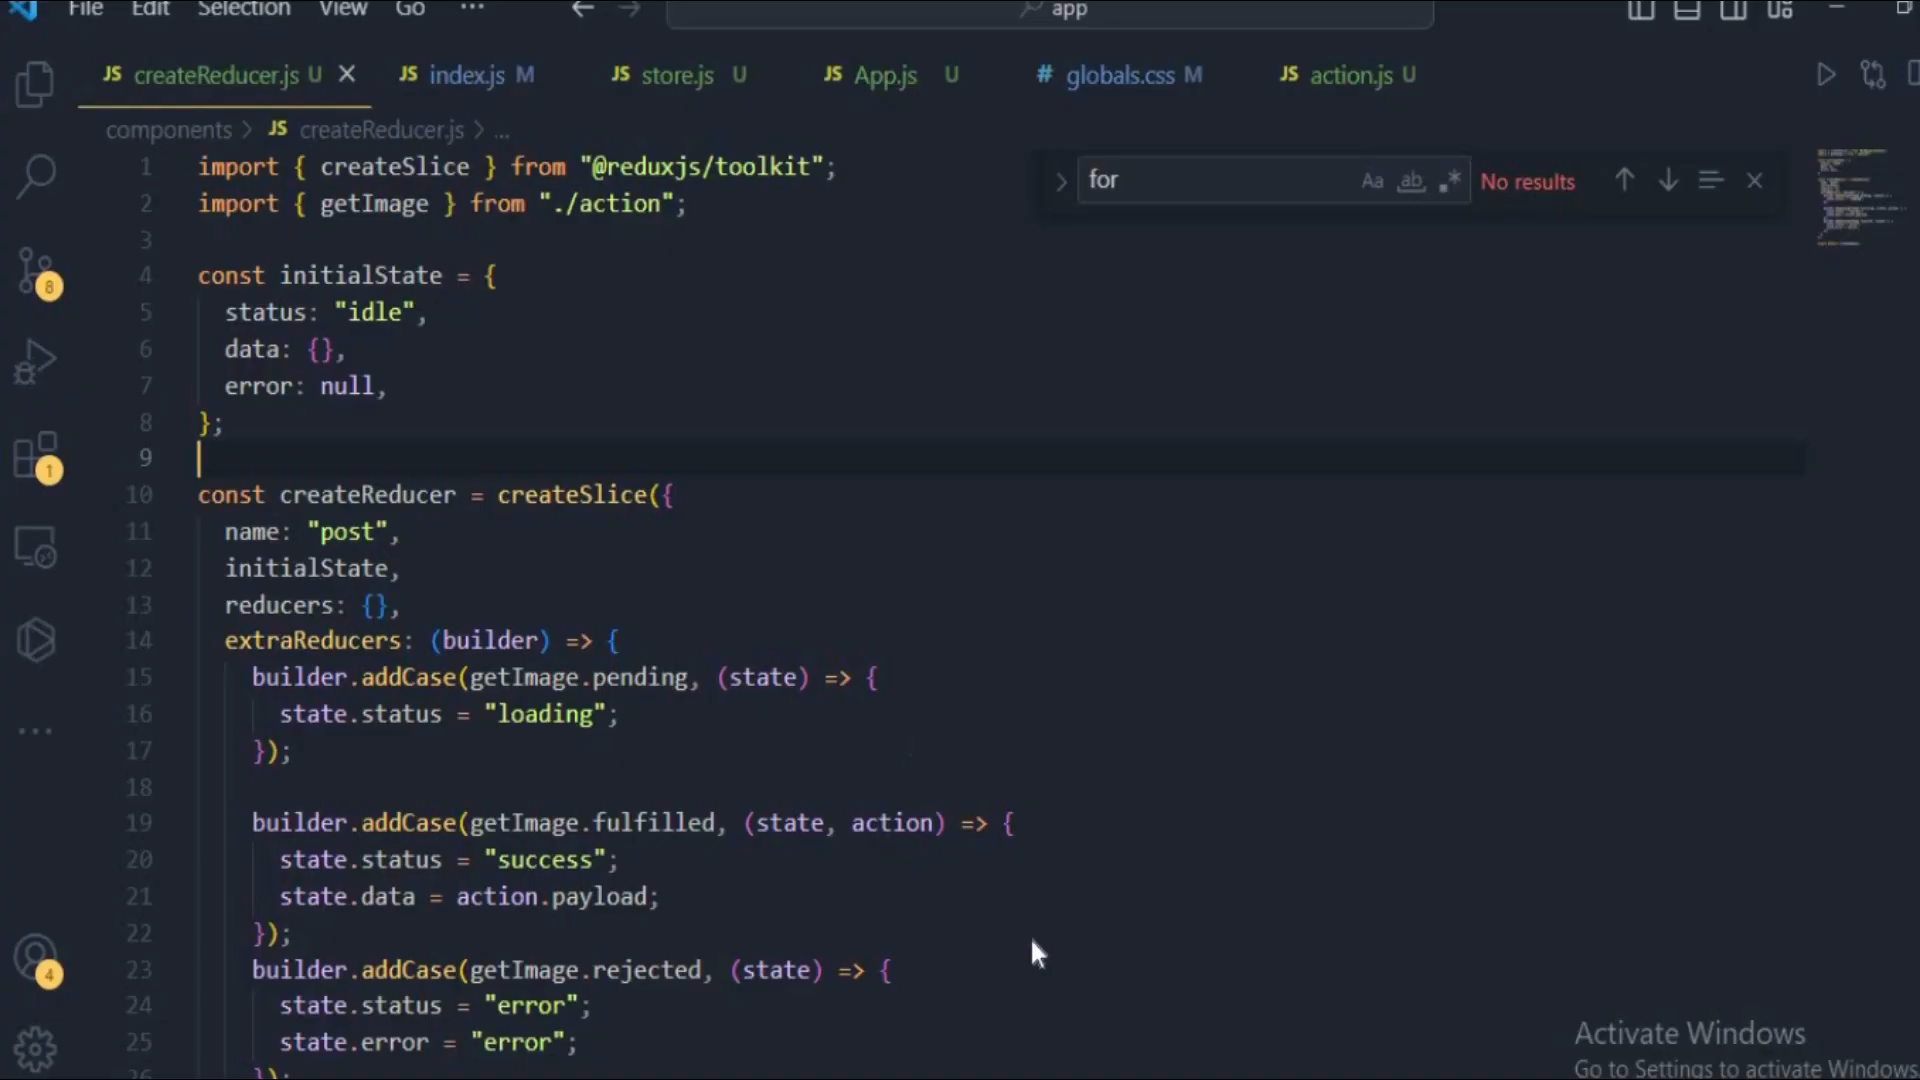 File Edit Selection View Go ··· app
JS createReducer.js U JS index.js M JS store.js U JS App.js U # globals.css M JS action.js U
components > JS createReducer.js > ...
for Aa ab .* No results
1 import { createSlice } from "@reduxjs/toolkit";
2 import { getImage } from "./action";
3
4 const initialState = {
5 status: "idle",
6 data: {},
7 error: null,
8 };
9
10 const createReducer = createSlice({
11 name: "post",
12 initialState,
13 reducers: {},
14 extraReducers: (builder) => {
15 builder.addCase(getImage.pending, (state) => {
16 state.status = "loading";
17 });
18
19 builder.addCase(getImage.fulfilled, (state, action) => {
20 state.status = "success";
21 state.data = action.payload;
22 });
23 builder.addCase(getImage.rejected, (state) => {
24 state.status = "error";
25 state.error = "error";
26 });
8
1
4
Activate Windows
Go to Settings to activate Windows